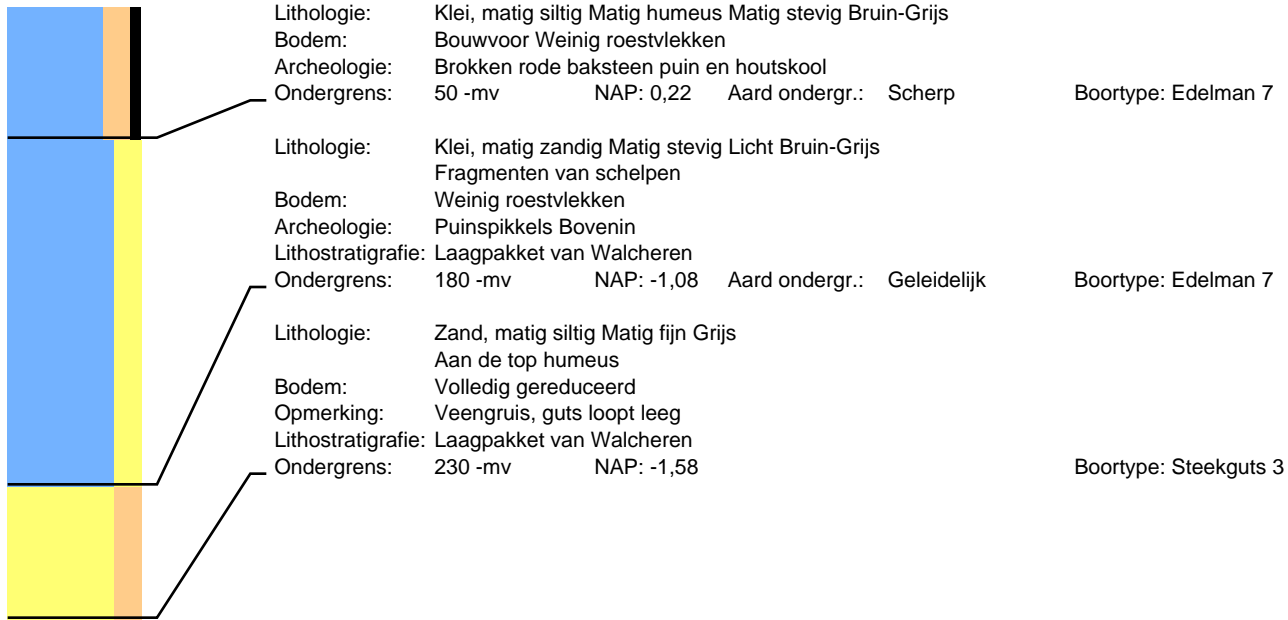 Lithologie: Klei, matig siltig Matig humeus Matig stevig Bruin-Grijs
Bodem: Bouwvoor Weinig roestvlekken
Archeologie: Brokken rode baksteen puin en houtskool
Ondergrens: 50 -mv NAP: 0,22 Aard ondergr.: Scherp Boortype: Edelman 7
Lithologie: Klei, matig zandig Matig stevig Licht Bruin-Grijs
Fragmenten van schelpen
Bodem: Weinig roestvlekken
Archeologie: Puinspikkels Bovenin
Lithostratigrafie: Laagpakket van Walcheren
Ondergrens: 180 -mv NAP: -1,08 Aard ondergr.: Geleidelijk Boortype: Edelman 7
Lithologie: Zand, matig siltig Matig fijn Grijs
Aan de top humeus
Bodem: Volledig gereduceerd
Opmerking: Veengruis, guts loopt leeg
Lithostratigrafie: Laagpakket van Walcheren
Ondergrens: 230 -mv NAP: -1,58 Boortype: Steekguts 3